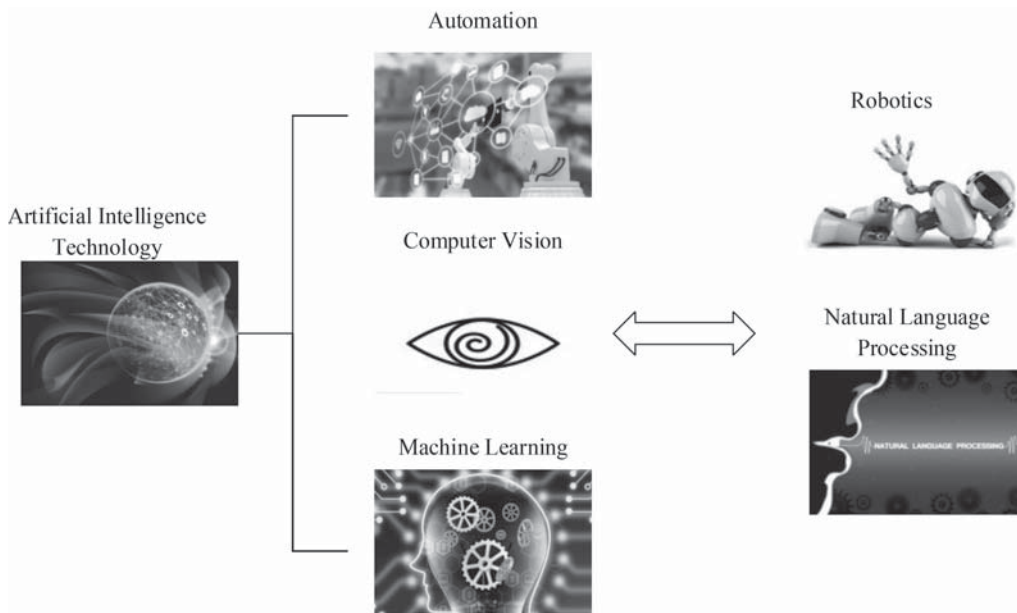 Automation
Robotics
Artificial Intelligence
Technology
Computer Vision
Natural Language
Processing
NATURAL LANGUAGE PROCESSING
Machine Learning